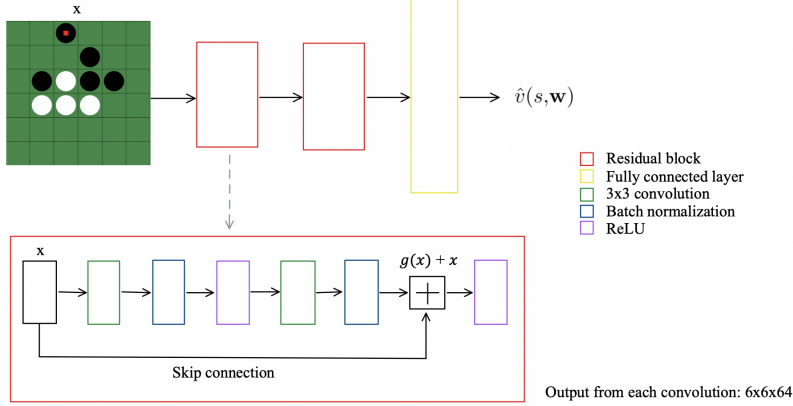 x
v̂(s,w)
Residual block
Fully connected layer
3x3 convolution
Batch normalization
ReLU
x
g(x) + x
Skip connection
Output from each convolution: 6x6x64